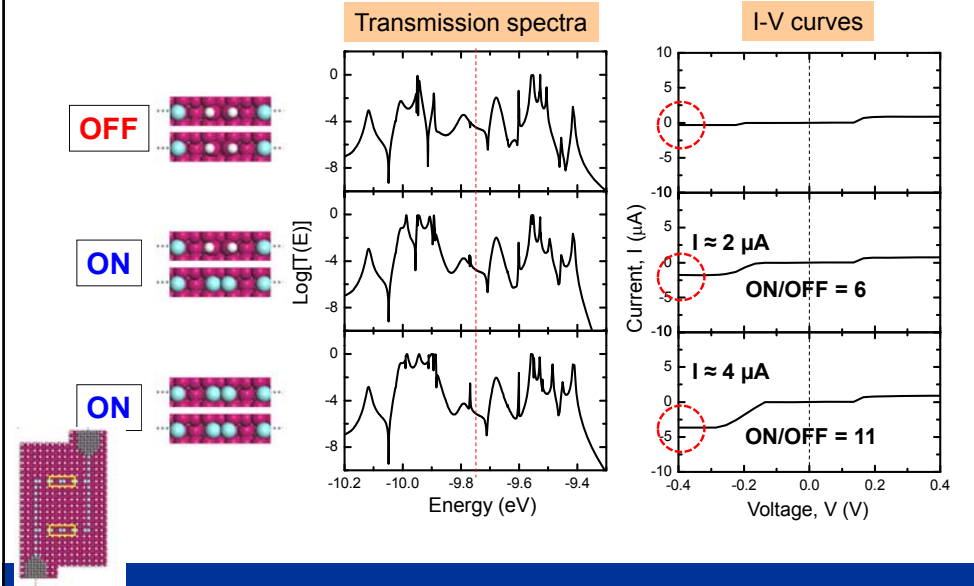 Transmission spectra
I-V curves
OFF
ON
ON
Log[T(E)]
0
-4
-8
0
-4
-8
0
-4
-8
-10.2 -10.0 -9.8 -9.6 -9.4
Energy (eV)
Current, I (µA)
10
5
0
-5
-10
5
0
-5
-10
5
0
-5
-10
I ≈ 2 µA
ON/OFF = 6
I ≈ 4 µA
ON/OFF = 11
-0.4 -0.2 0.0 0.2 0.4
Voltage, V (V)